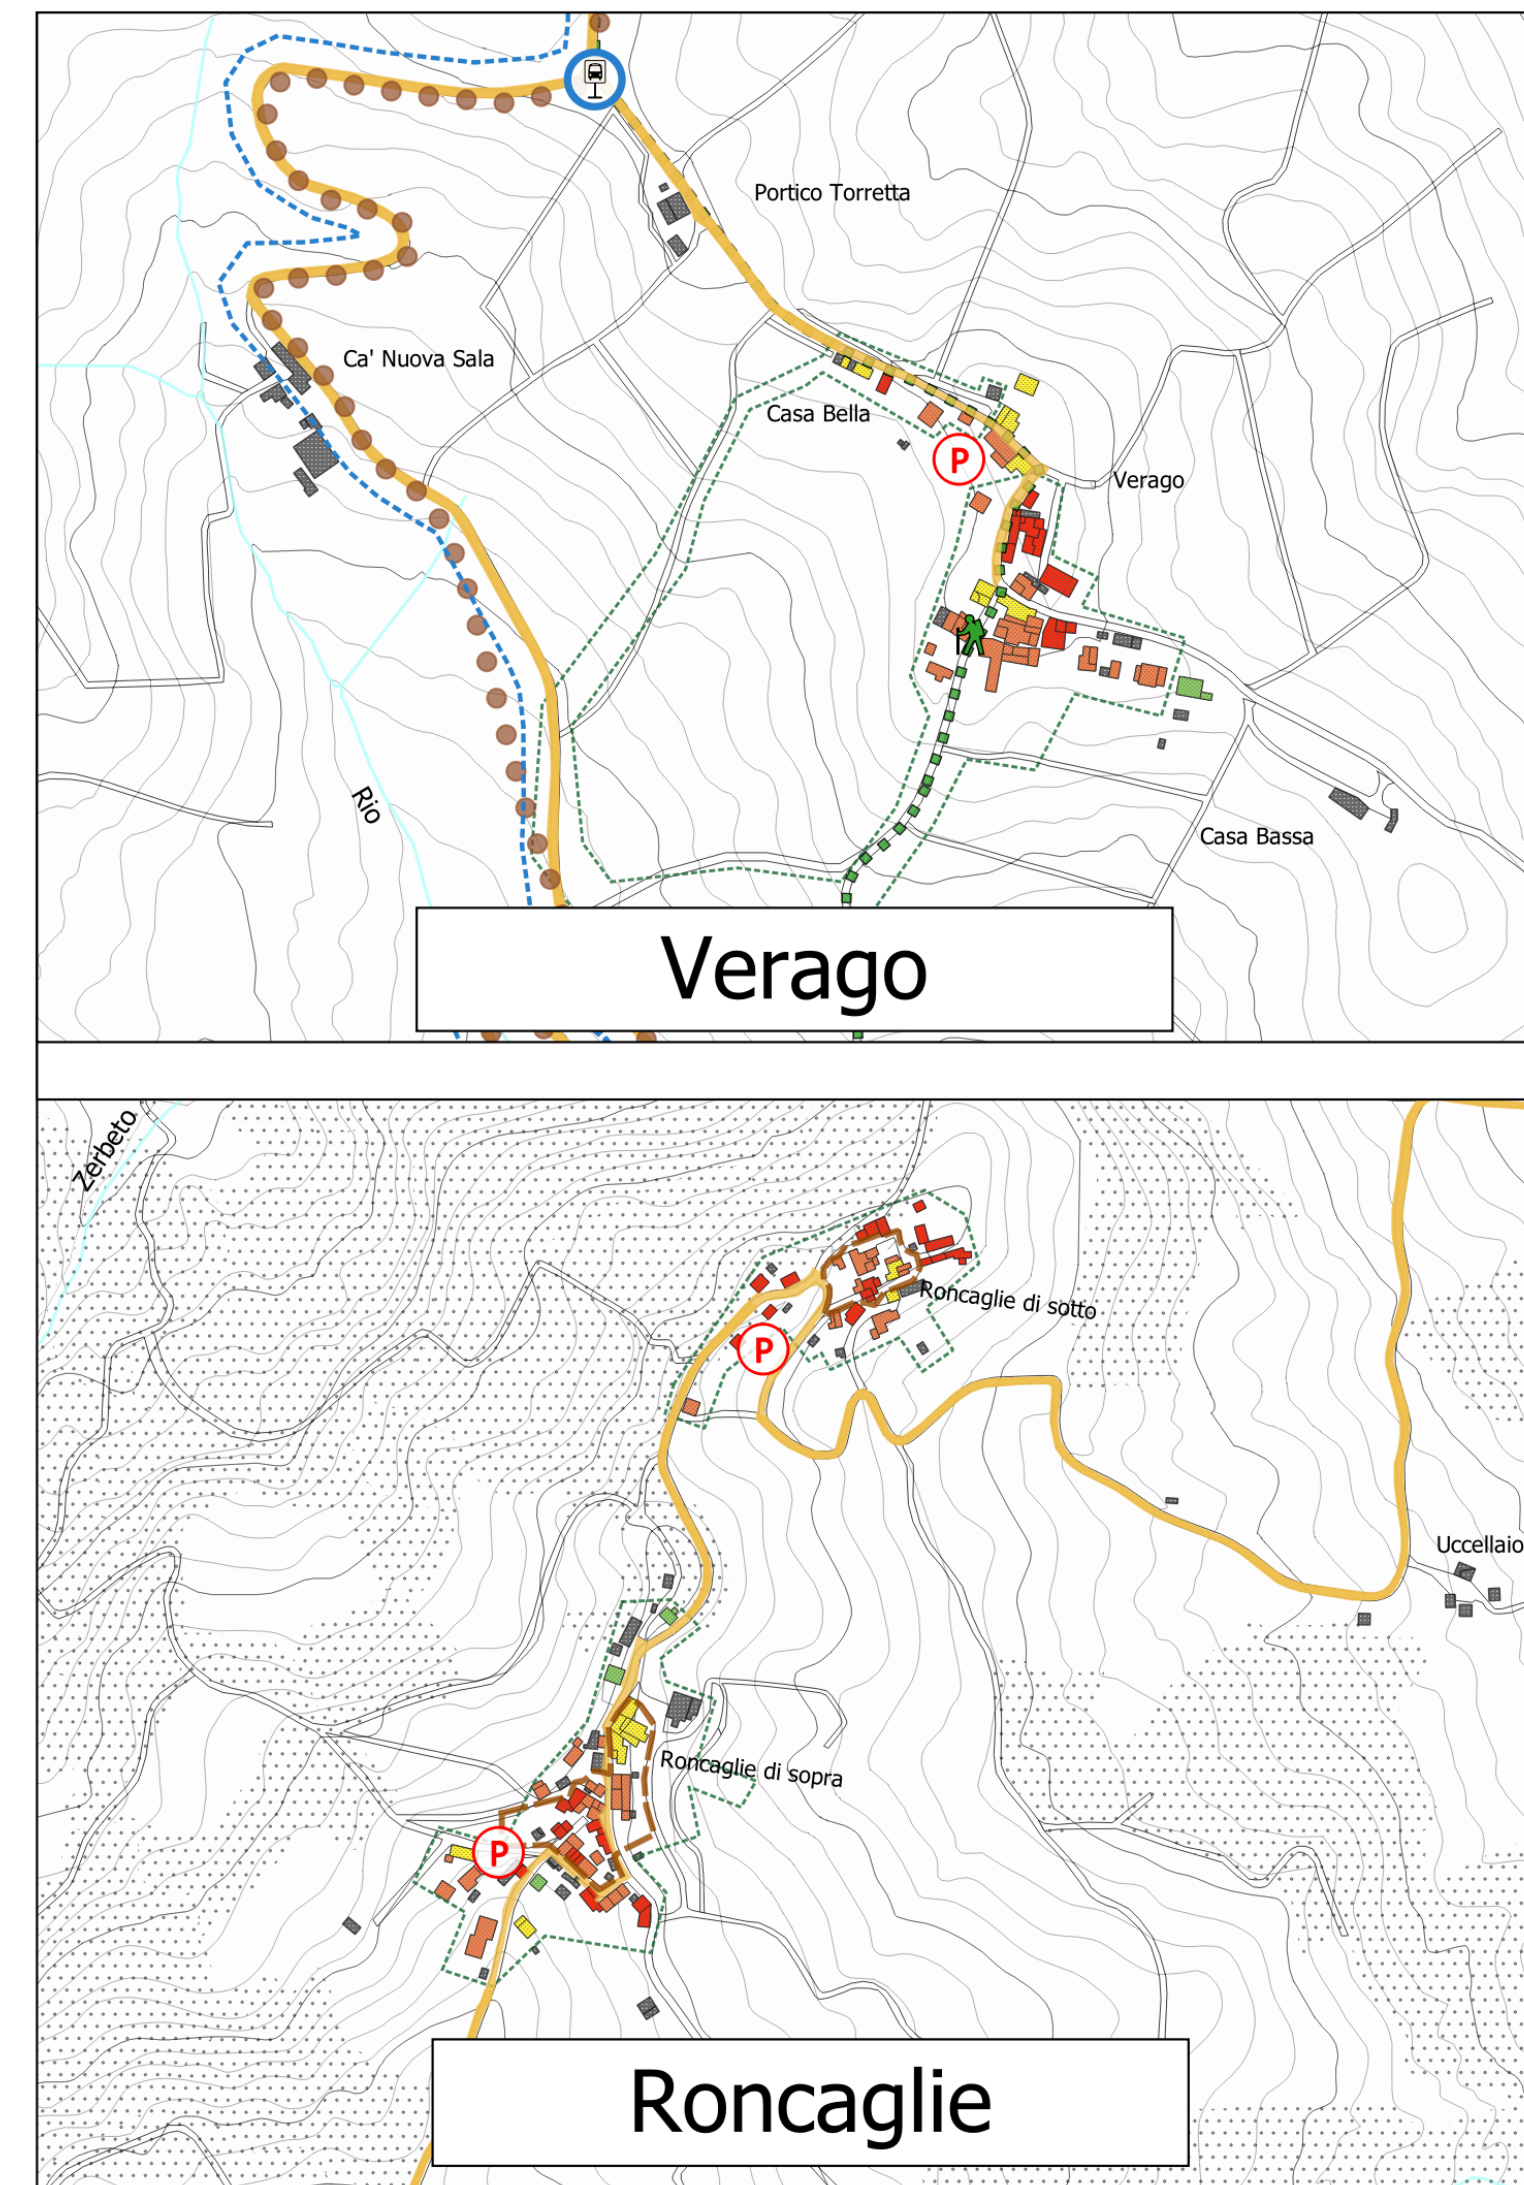 Portico Torretta
Ca' Nuova Sala
Casa Bella
P
Verago
Rio
Casa Bassa
Verago
Zerbeto
Roncaglie di sotto
P
Uccellaio
Roncaglie di sopra
P
Roncaglie